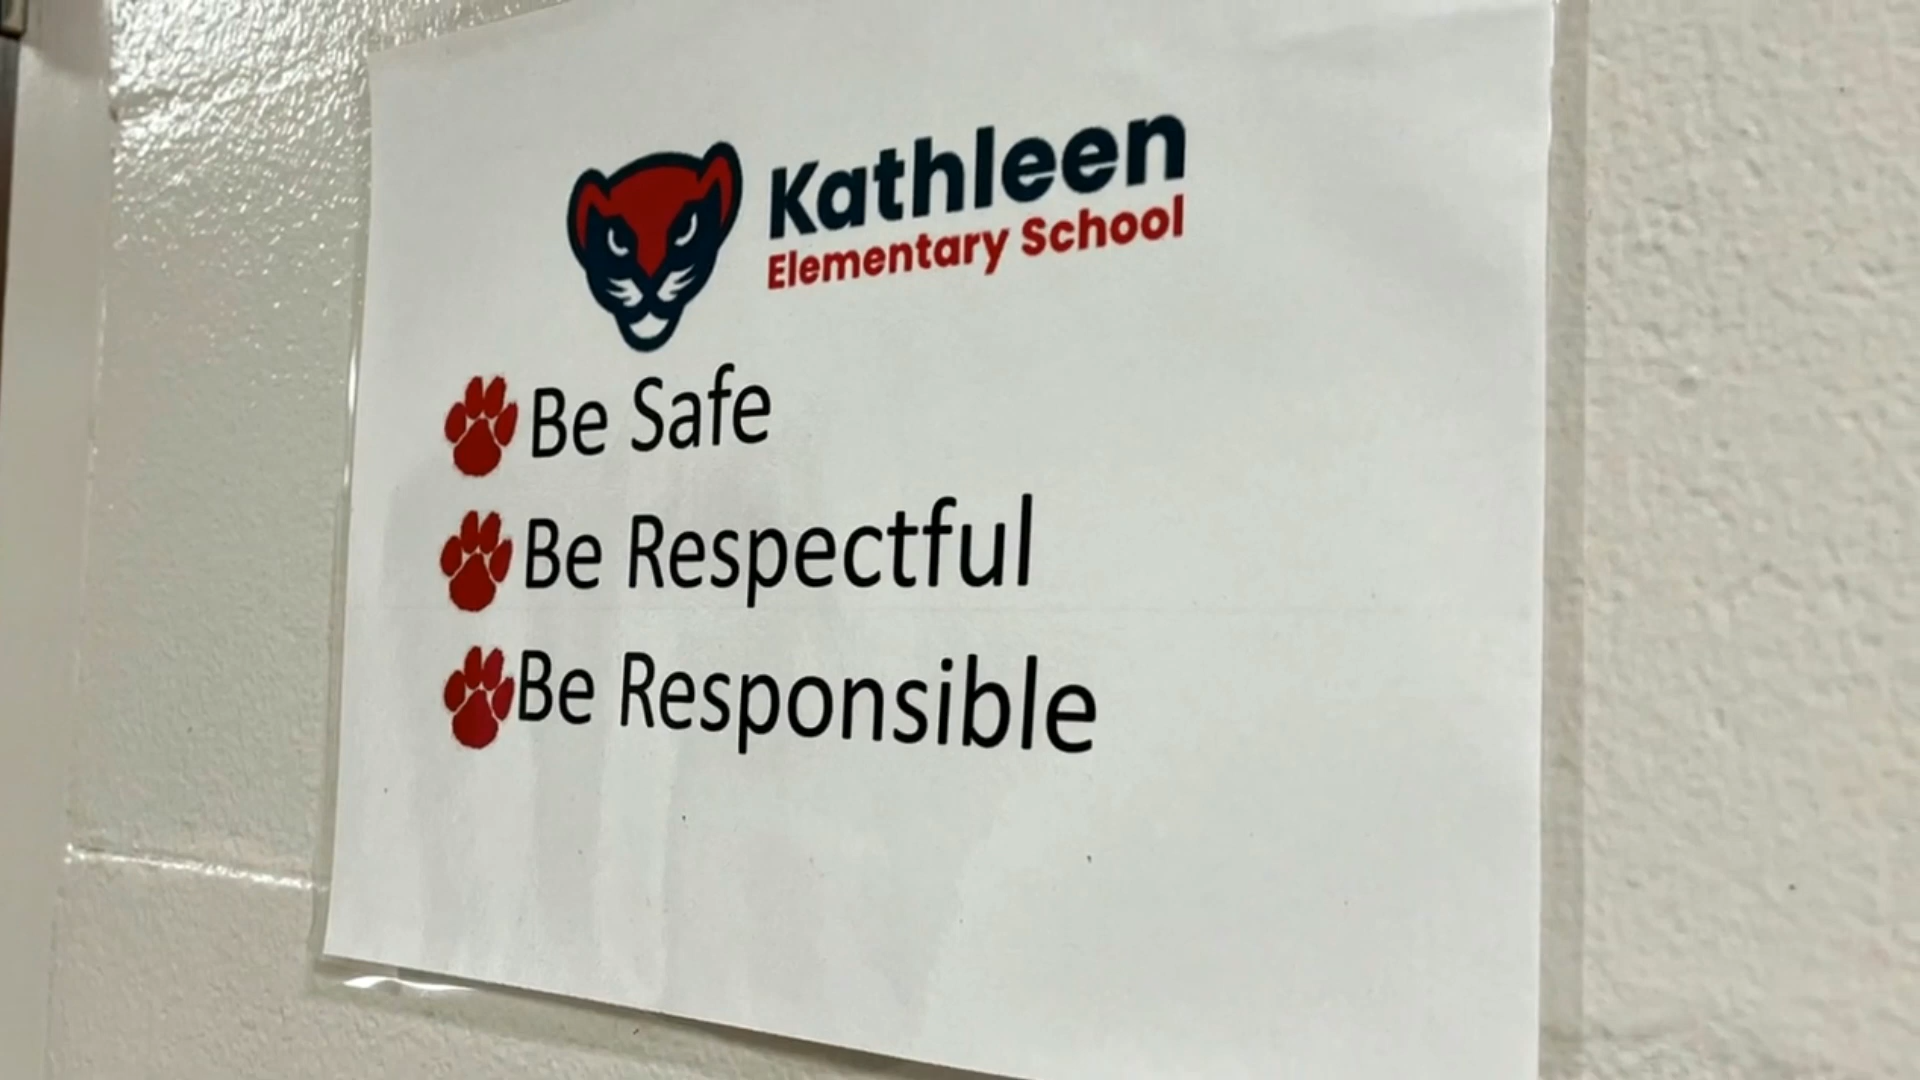 Kathleen
Elementary School
Be Safe
Be Respectful
Be Responsible